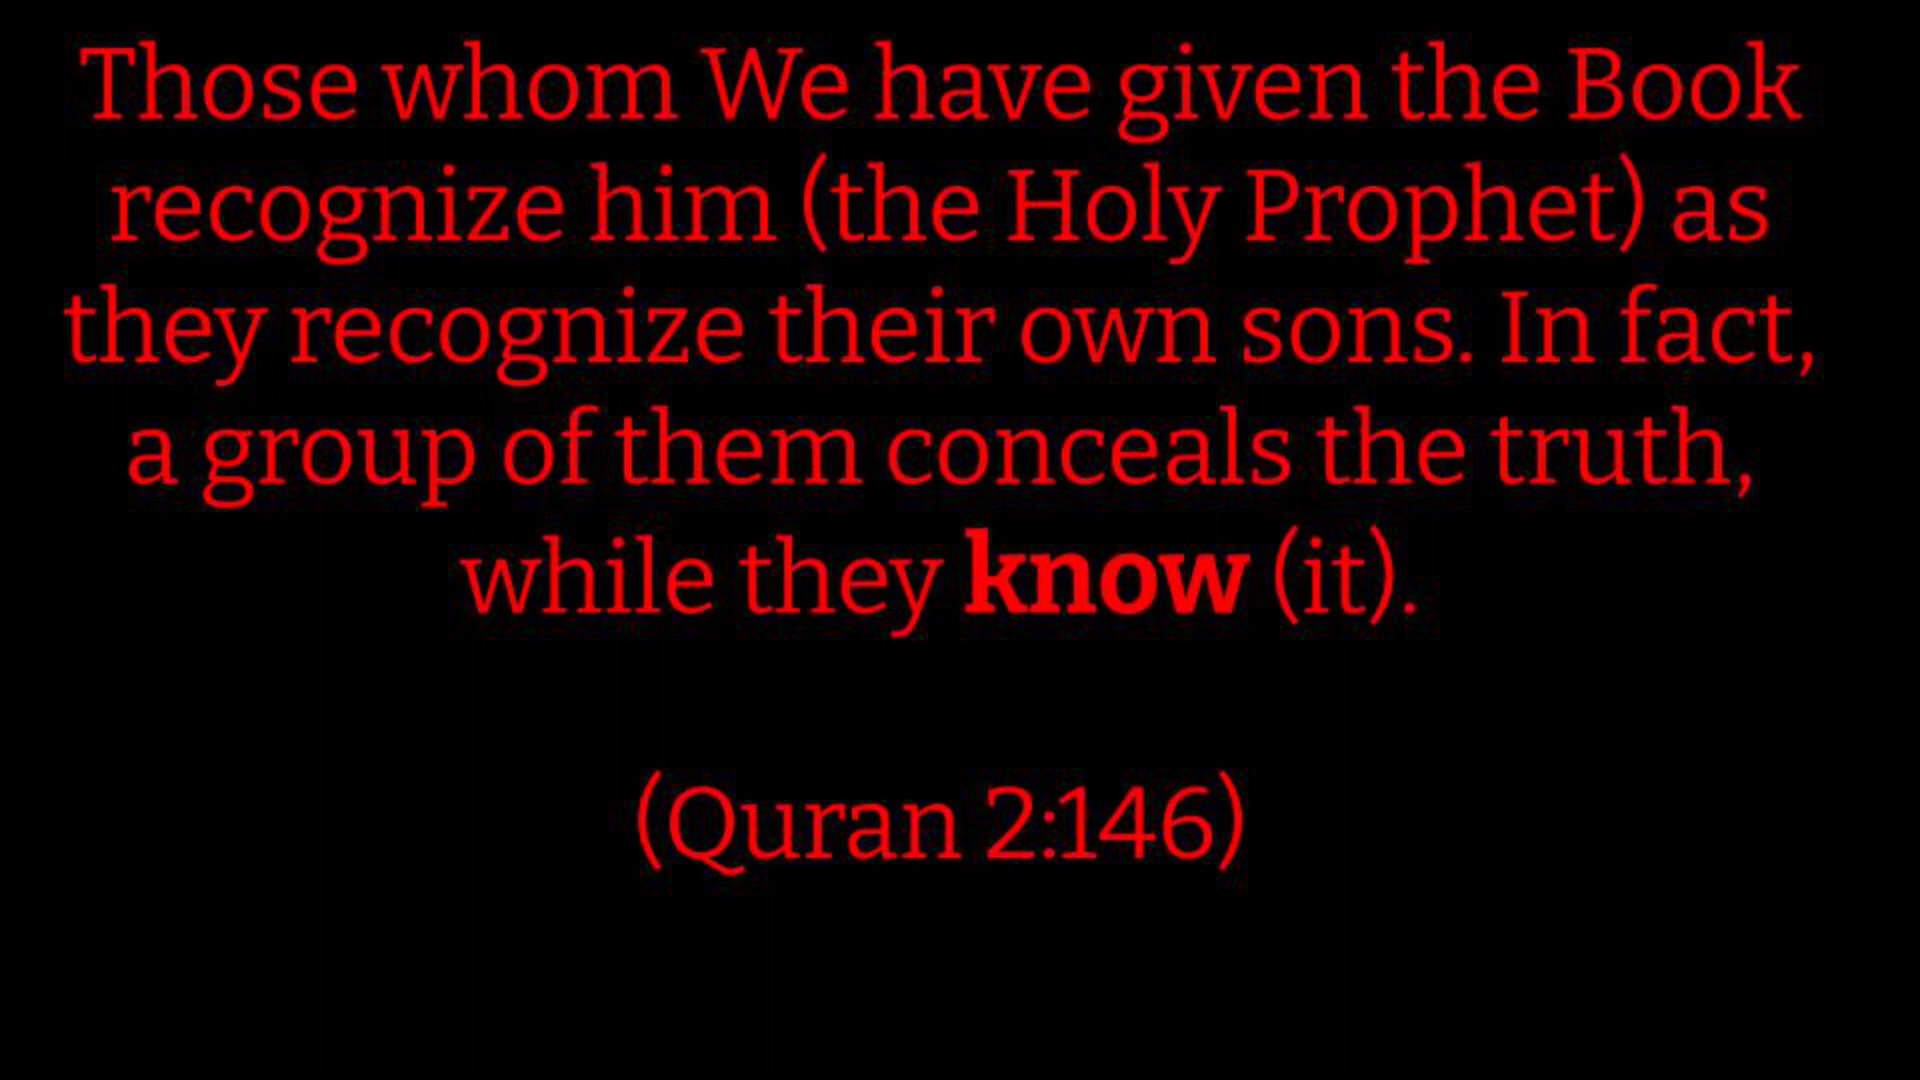 Those whom We have given the Book
recognize him (the Holy Prophet) as
they recognize their own sons. In fact,
a group of them conceals the truth,
while they know (it).
(Quran 2:146)